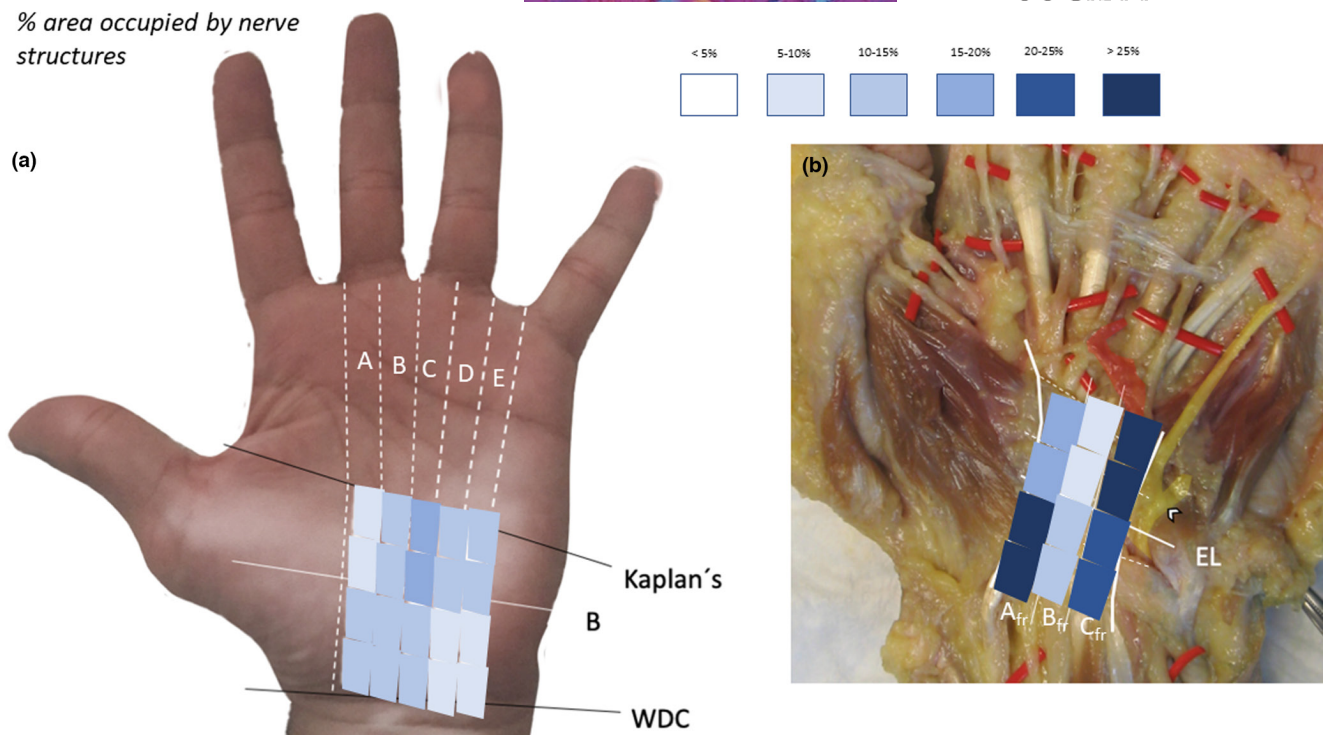 % area occupied by nerve
structures
< 5%
5-10%
10-15%
15-20%
20-25%
> 25%
(a)
(b)
A
B
C
D
E
Kaplan´s
B
WDC
EL
Afr
Bfr
Cfr